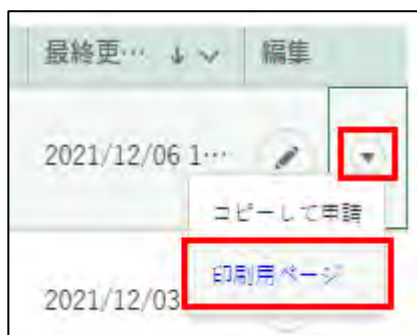 最終更… ↓ 編集
2021/12/06 1…
コピーして申請
印刷用ページ
2021/12/03